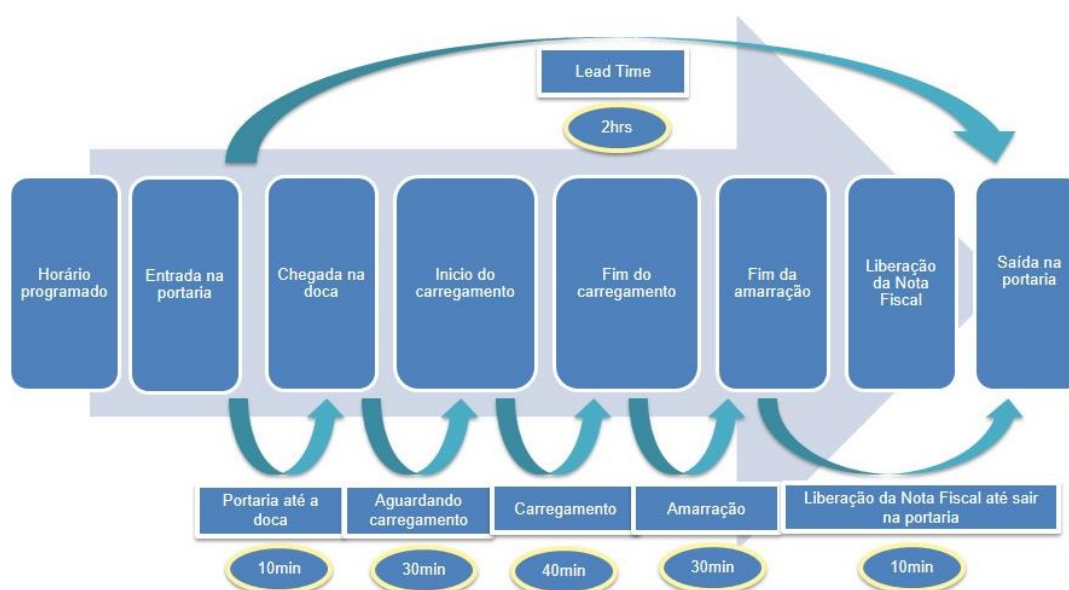 Lead Time
2hrs
Horário
programado
Entrada na
portaria
Chegada na
doca
Inicio do
carregamento
Fim do
carregamento
Fim da
amarração
Liberação
da Nota
Fiscal
Saída na
portaria
Portaria até a
doca
Aguardando
carregamento
Carregamento
Amarração
Liberação da Nota Fiscal até sair
na portaria
10min
30min
40min
30min
10min